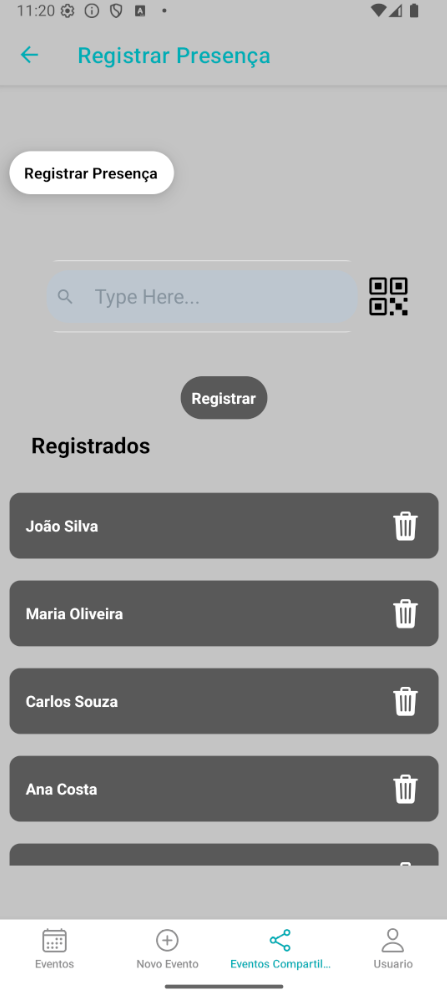 11:20
Registrar Presença
Registrar Presença
Type Here...
Registrar
Registrados
João Silva
Maria Oliveira
Carlos Souza
Ana Costa
Eventos
Novo Evento
Eventos Compartil...
Usuario